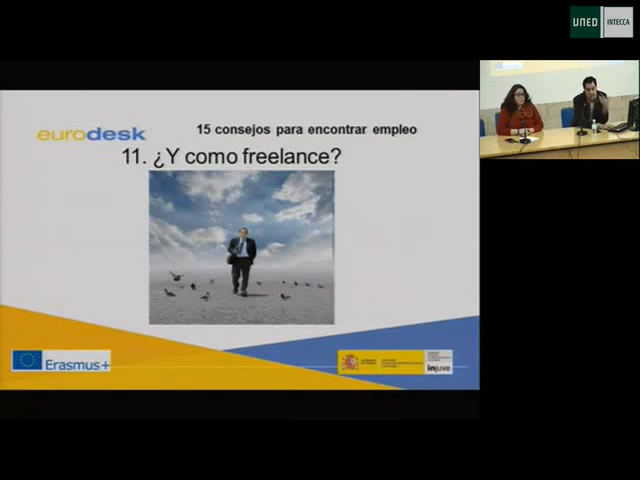 UNED
INTECCA
eurodesk
15 consejos para encontrar empleo
11. ¿Y como freelance?
Erasmus+
injuve